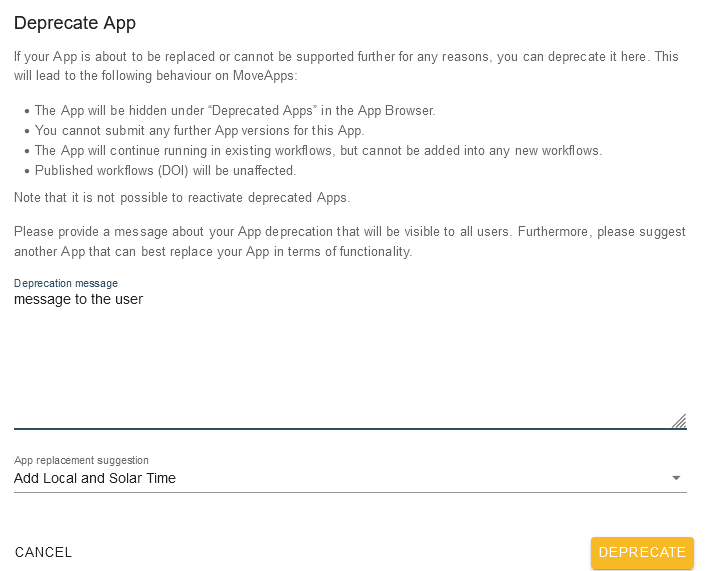 Deprecate App
If your App is about to be replaced or cannot be supported further for any reasons, you can deprecate it here. This
will lead to the following behaviour on MoveApps:
• The App will be hidden under “Deprecated Apps” in the App Browser.
• You cannot submit any further App versions for this App.
• The App will continue running in existing workflows, but cannot be added into any new workflows.
• Published workflows (DOI) will be unaffected.
Note that it is not possible to reactivate deprecated Apps.
Please provide a message about your App deprecation that will be visible to all users. Furthermore, please suggest
another App that can best replace your App in terms of functionality.
Deprecation message
message to the user
App replacement suggestion
Add Local and Solar Time
CANCEL
DEPRECATE